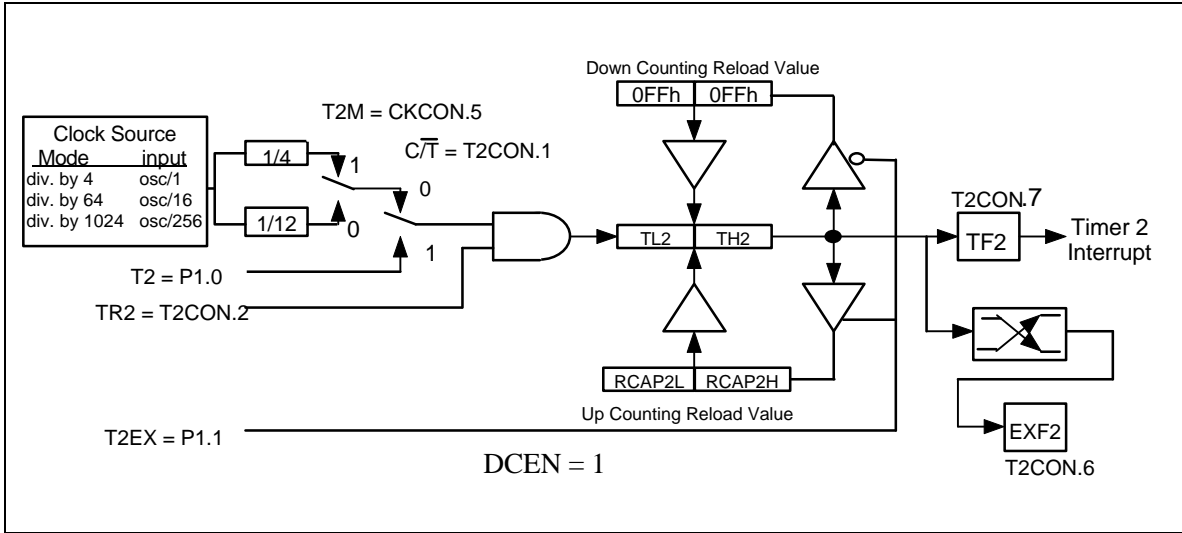 Down Counting Reload Value
0FFh 0FFh
T2M = CKCON.5
Clock Source
Mode input
div. by 4 osc/1
div. by 64 osc/16
div. by 1024 osc/256
1/4
1
C/T̅ = T2CON.1
0
1/12
0
1
T2CON.7
TL2 TH2
TF2
Timer 2
Interrupt
T2 = P1.0
TR2 = T2CON.2
RCAP2L RCAP2H
Up Counting Reload Value
T2EX = P1.1
EXF2
DCEN = 1
T2CON.6